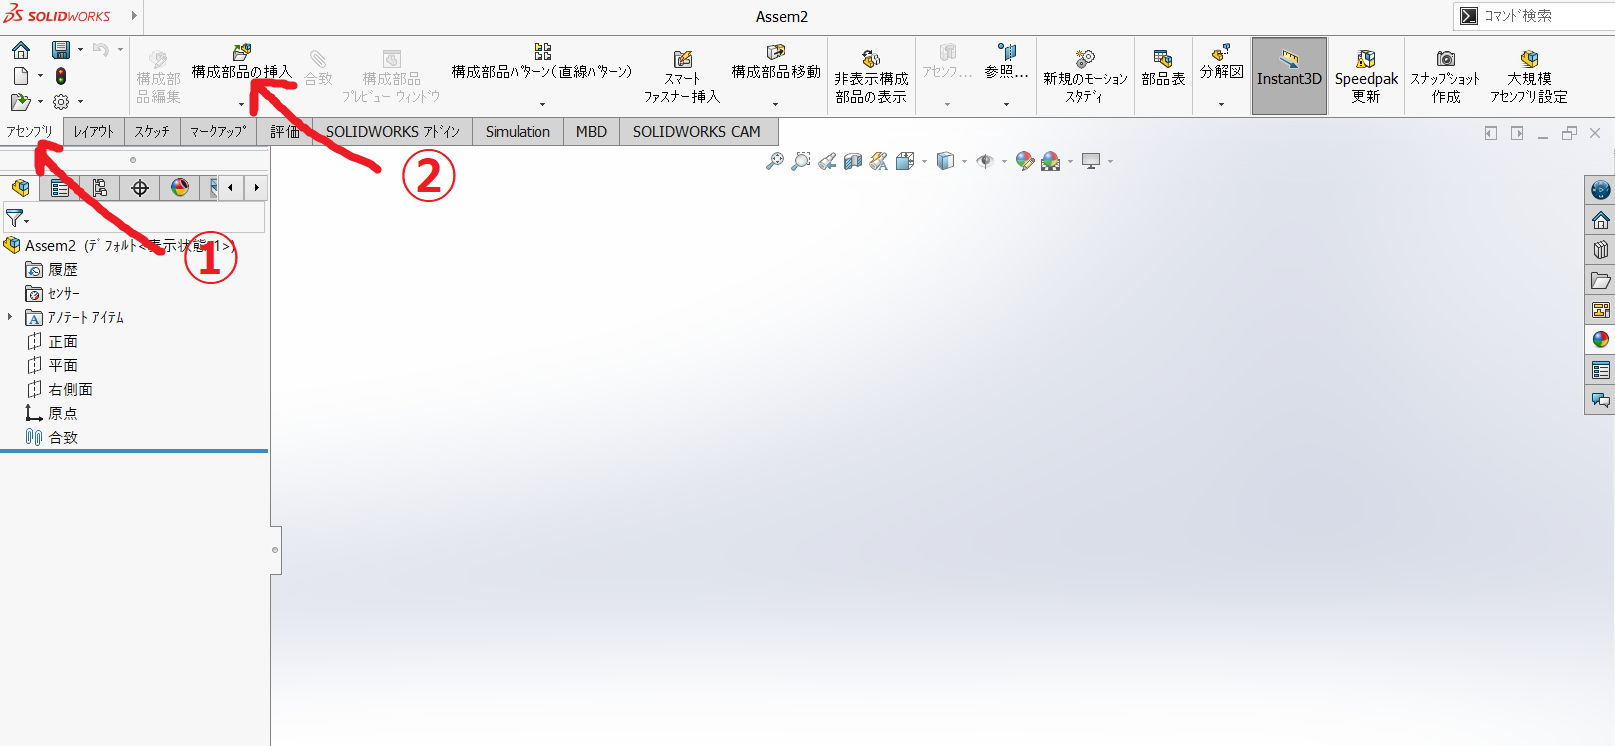 SOLIDWORKS
Assem2
コマンド検索
構成部
品編集
構成部品の挿入
合致
構成部品
プレビュー ウィンドウ
構成部品パターン(直線パターン)
スマート
ファスナー挿入
構成部品移動
非表示構成
部品の表示
アセンブ...
参照...
新規のモーション
スタディ
部品表
分解図
Instant3D
Speedpak
更新
スナップショット
作成
大規模
アセンブリ設定
アセンブリ
レイアウト
スケッチ
マークアップ
評価
SOLIDWORKS アドイン
Simulation
MBD
SOLIDWORKS CAM
②
①
Assem2 (デフォルト<表示状態-1>)
履歴
センサー
アノテート アイテム
正面
平面
右側面
原点
合致